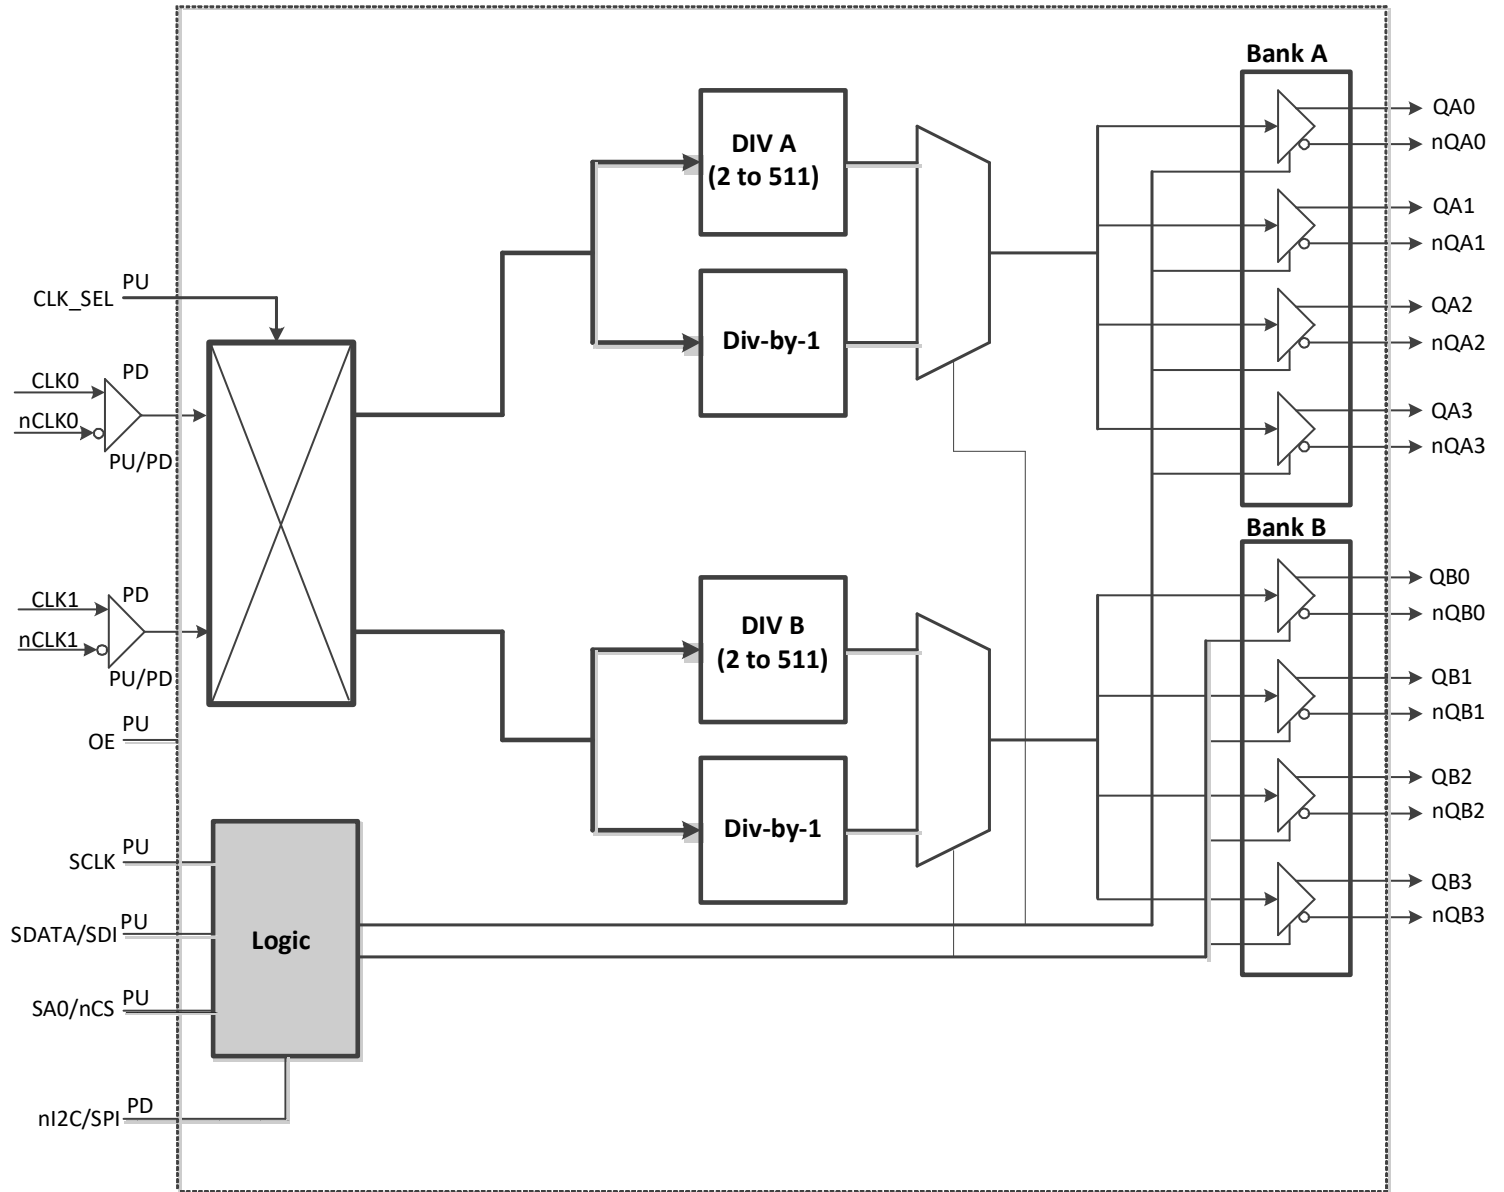 Bank A
QA0
nQA0
QA1
nQA1
QA2
nQA2
QA3
nQA3
DIV A
(2 to 511)
Div-by-1
CLK_SEL
PU
CLK0
PD
nCLK0
PU/PD
CLK1
PD
nCLK1
PU/PD
OE
PU
DIV B
(2 to 511)
Div-by-1
Bank B
QB0
nQB0
QB1
nQB1
QB2
nQB2
QB3
nQB3
SCLK
PU
SDATA/SDI
PU
SA0/nCS
PU
Logic
nI2C/SPI
PD